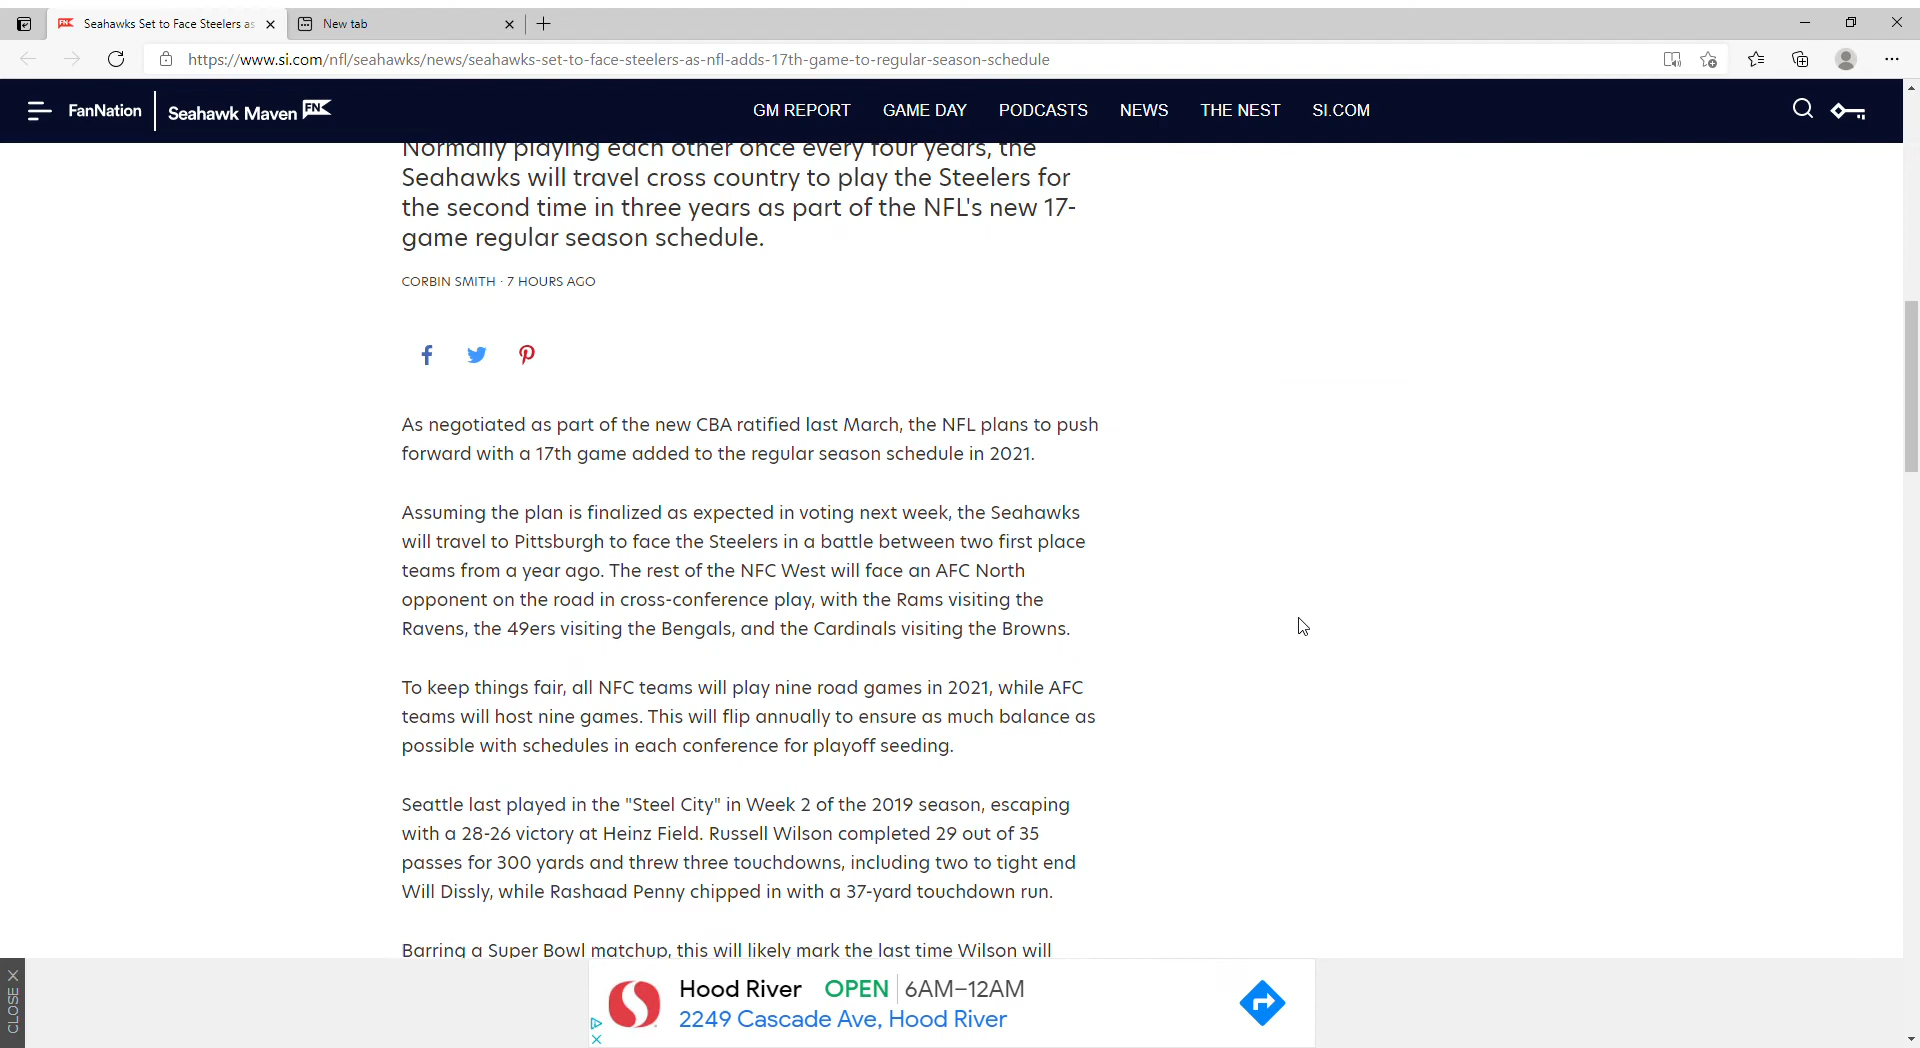 Seahawks Set to Face Steelers as
New tab
https://www.si.com/nfl/seahawks/news/seahawks-set-to-face-steelers-as-nfl-adds-17th-game-to-regular-season-schedule
FanNation
Seahawk Maven FN
GM REPORT
GAME DAY
PODCASTS
NEWS
THE NEST
SI.COM
Normally playing each other once every four years, the
Seahawks will travel cross country to play the Steelers for
the second time in three years as part of the NFL's new 17-
game regular season schedule.
CORBIN SMITH · 7 HOURS AGO
As negotiated as part of the new CBA ratified last March, the NFL plans to push
forward with a 17th game added to the regular season schedule in 2021.
Assuming the plan is finalized as expected in voting next week, the Seahawks
will travel to Pittsburgh to face the Steelers in a battle between two first place
teams from a year ago. The rest of the NFC West will face an AFC North
opponent on the road in cross-conference play, with the Rams visiting the
Ravens, the 49ers visiting the Bengals, and the Cardinals visiting the Browns.
To keep things fair, all NFC teams will play nine road games in 2021, while AFC
teams will host nine games. This will flip annually to ensure as much balance as
possible with schedules in each conference for playoff seeding.
Seattle last played in the "Steel City" in Week 2 of the 2019 season, escaping
with a 28-26 victory at Heinz Field. Russell Wilson completed 29 out of 35
passes for 300 yards and threw three touchdowns, including two to tight end
Will Dissly, while Rashaad Penny chipped in with a 37-yard touchdown run.
Barring a Super Bowl matchup, this will likely mark the last time Wilson will
CLOSE X
Hood River OPEN 6AM–12AM
2249 Cascade Ave, Hood River